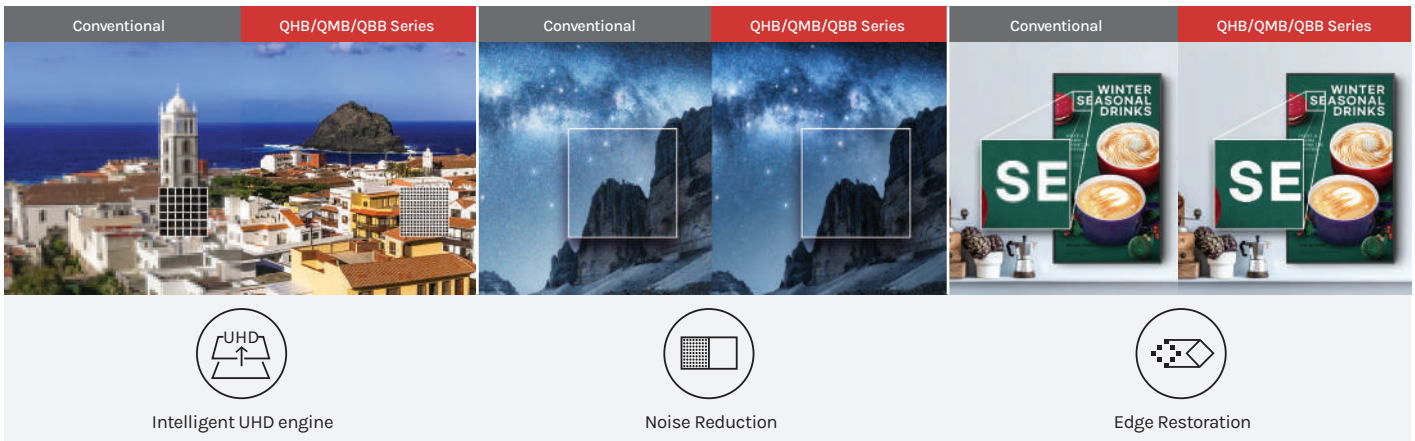 Conventional
QHB/QMB/QBB Series
Conventional
QHB/QMB/QBB Series
Conventional
QHB/QMB/QBB Series
WINTER
SEASONAL
DRINKS
SE
WINTER
SEASONAL
DRINKS
SE
UHD
Intelligent UHD engine
Noise Reduction
Edge Restoration